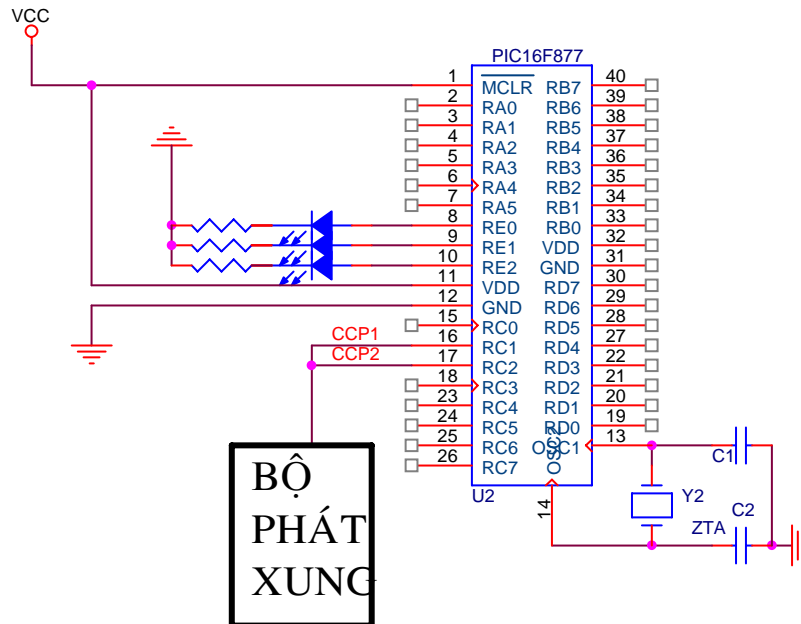 VCC
PIC16F877
1 MCLR RB7 40
2 RA0 RB6 39
3 RA1 RB5 38
4 RA2 RB4 37
5 RA3 RB3 36
6 RA4 RB2 35
7 RA5 RB1 34
8 RE0 RB0 33
9 RE1 VDD 32
10 RE2 GND 31
11 VDD RD7 30
12 GND RD6 29
15 RC0 RD5 28
CCP1 16 RC1 RD4 27
CCP2 17 RC2 RD3 22
18 RC3 RD2 21
23 RC4 RD1 20
24 RC5 RD0 19
25 RC6 OSC1 13
26 RC7 OSC2
U2
14
C1
Y2
C2
ZTA
BỘ
PHÁT
XUNG